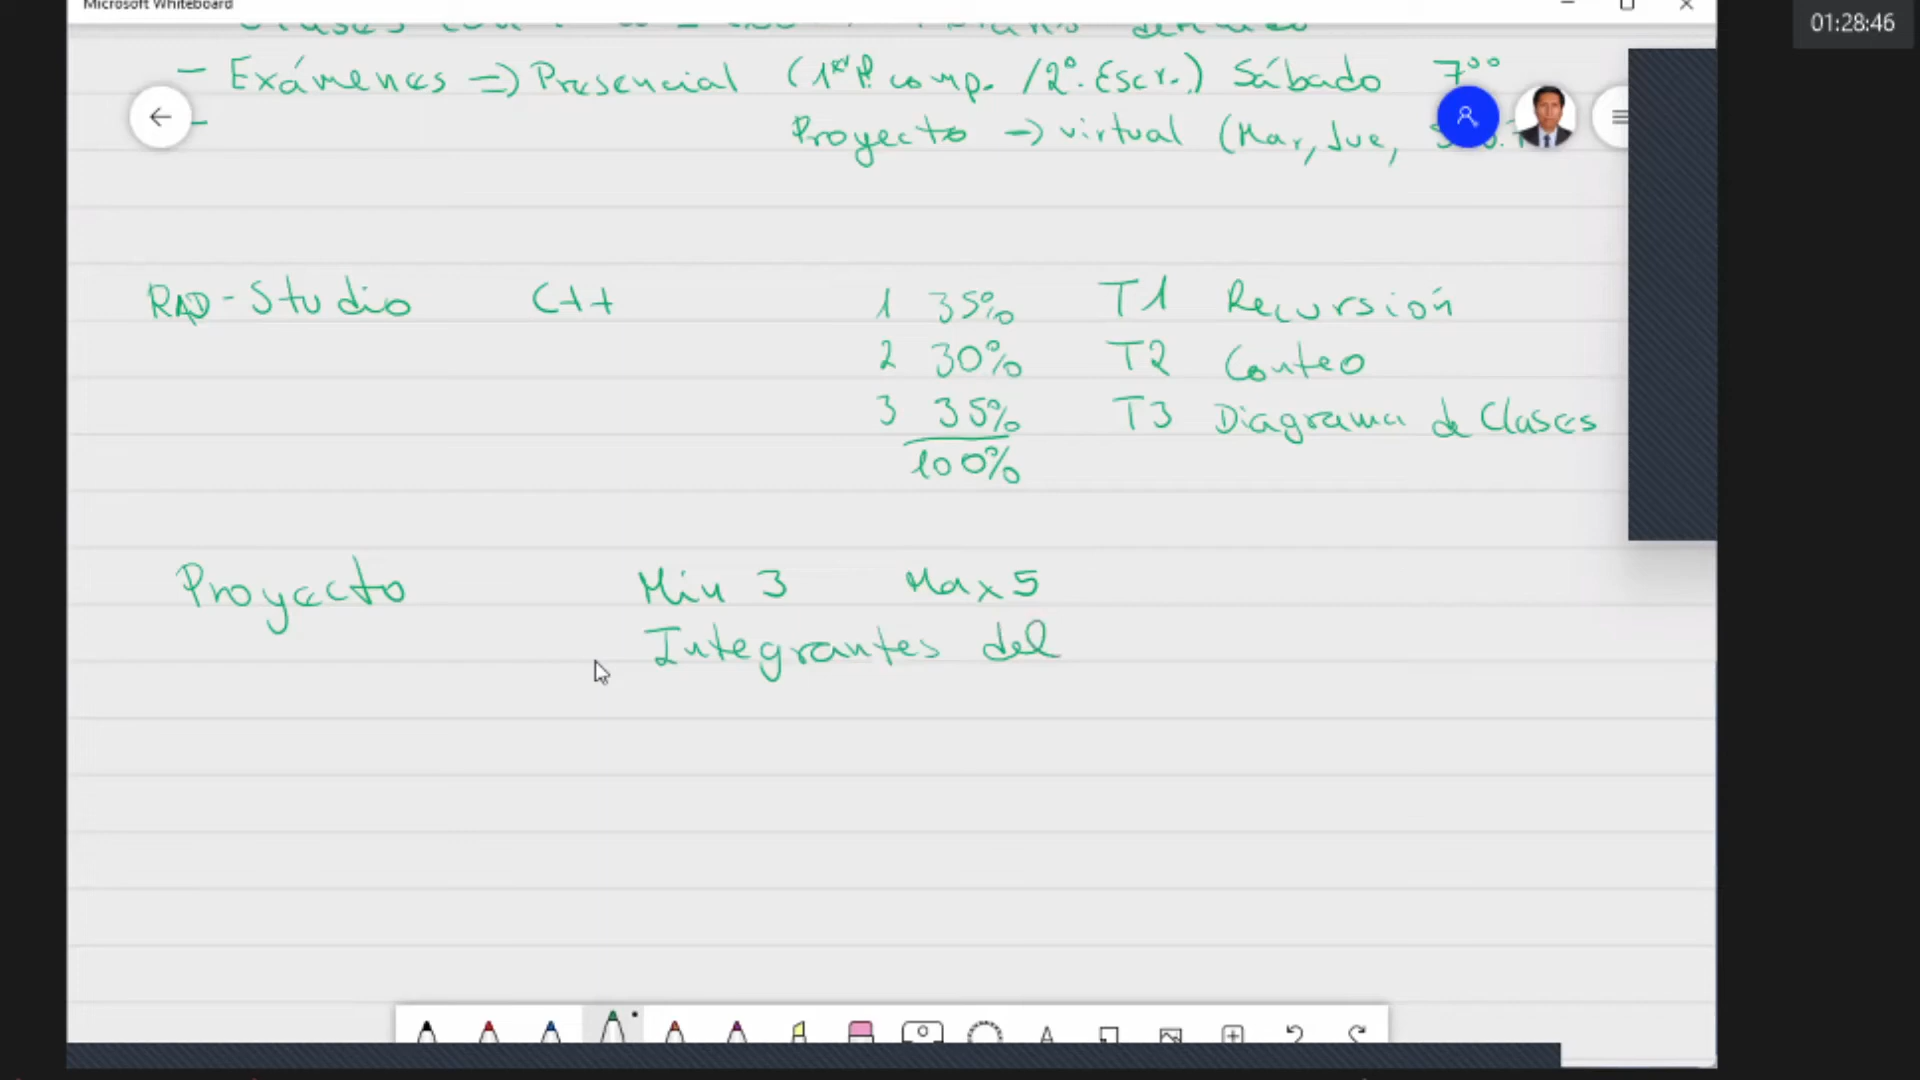 Microsoft Whiteboard
01:28:46
- Exámenes => Presencial (1er P. comp. / 2º. Escr.) Sábado 7⁰⁰
- Proyecto -> virtual (Mar, Jue,
RAD-Studio C++ 1 35% T1 Recursión
2 30% T2 Conteo
3 35% T3 Diagrama de Clases
100%
Proyecto Min 3 Max 5
Integrantes del